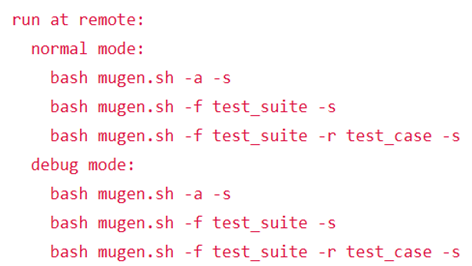 run at remote:
  normal mode:
    bash mugen.sh -a -s
    bash mugen.sh -f test_suite -s
    bash mugen.sh -f test_suite -r test_case -s
  debug mode:
    bash mugen.sh -a -s
    bash mugen.sh -f test_suite -s
    bash mugen.sh -f test_suite -r test_case -s